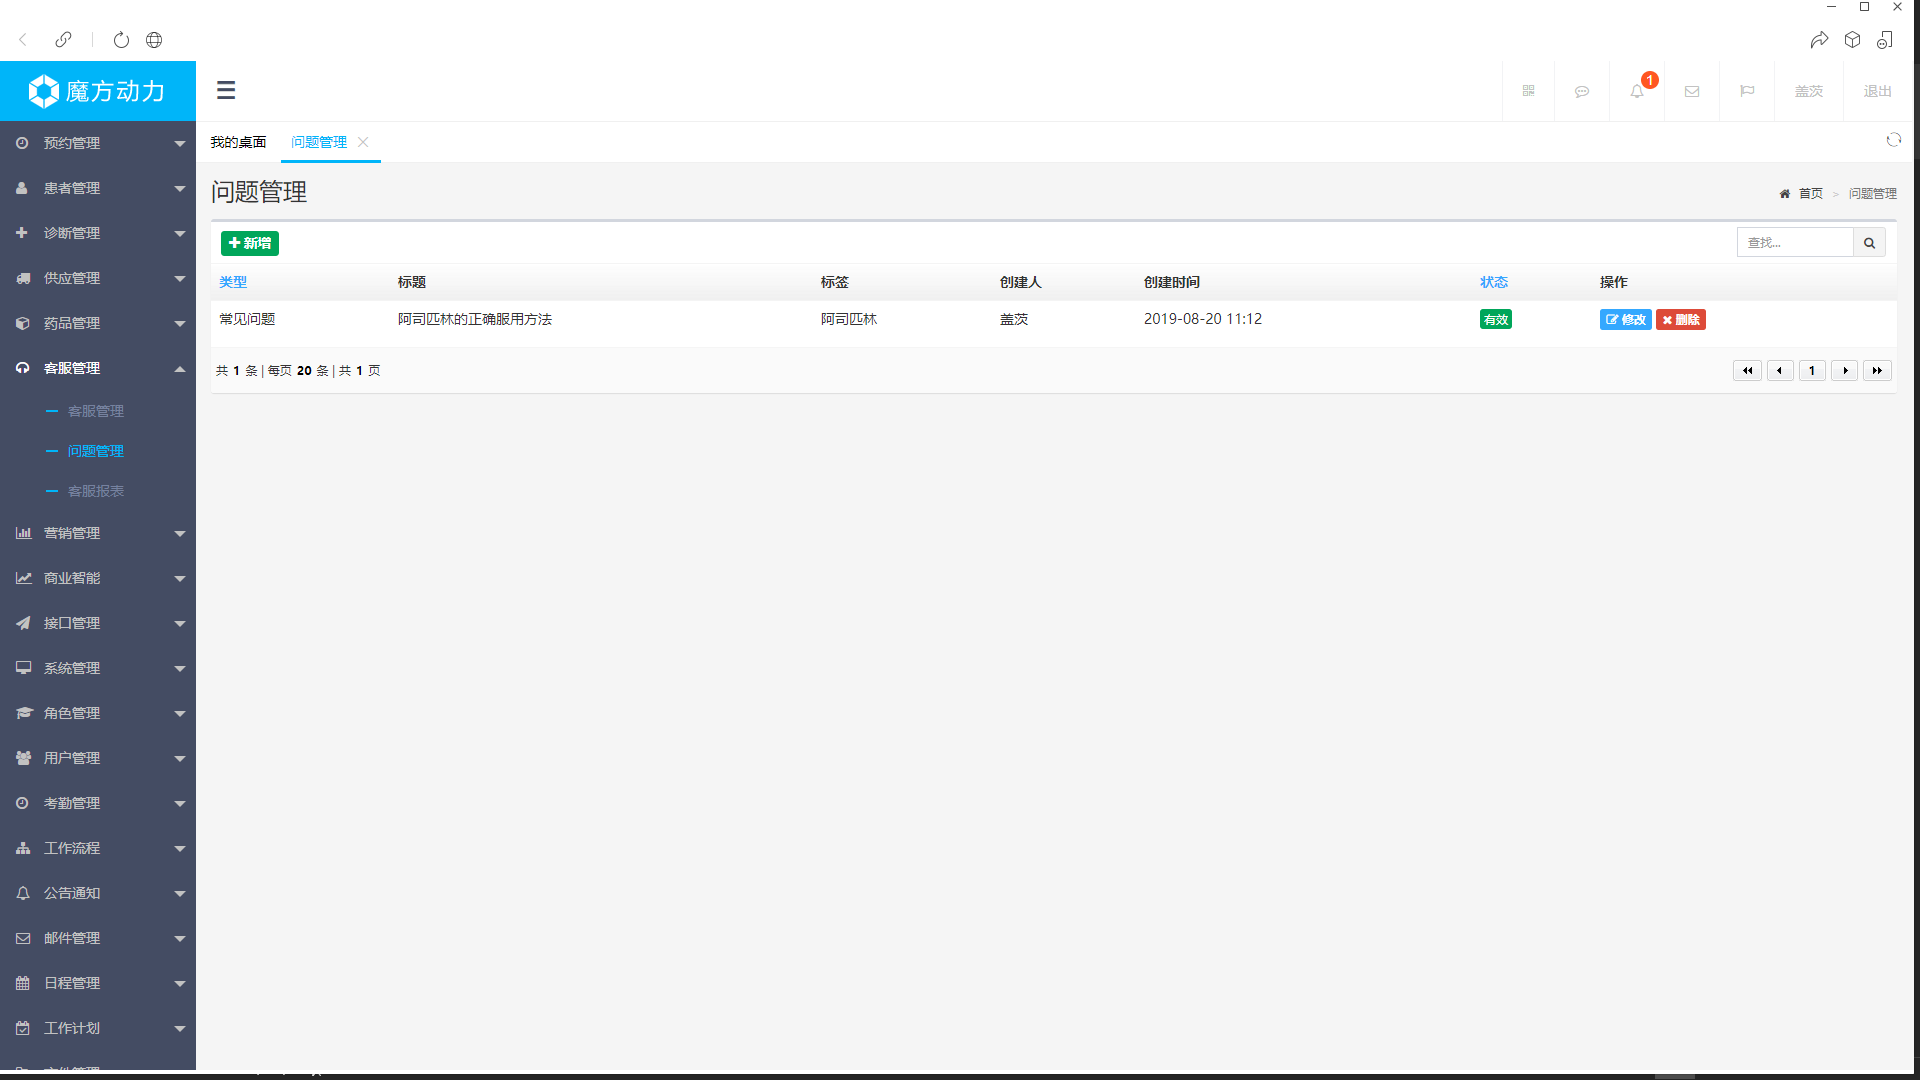 魔方动力
1
盖茨
退出
预约管理
患者管理
诊断管理
供应管理
药品管理
客服管理
客服管理
问题管理
客服报表
营销管理
商业智能
接口管理
系统管理
角色管理
用户管理
考勤管理
工作流程
公告通知
邮件管理
日程管理
工作计划
我的桌面 问题管理
问题管理
首页 > 问题管理
新增
查找...
类型 标题 标签 创建人 创建时间 状态 操作
常见问题 阿司匹林的正确服用方法 阿司匹林 盖茨 2019-08-20 11:12 有效 修改 删除
共 1 条 | 每页 20 条 | 共 1 页
1